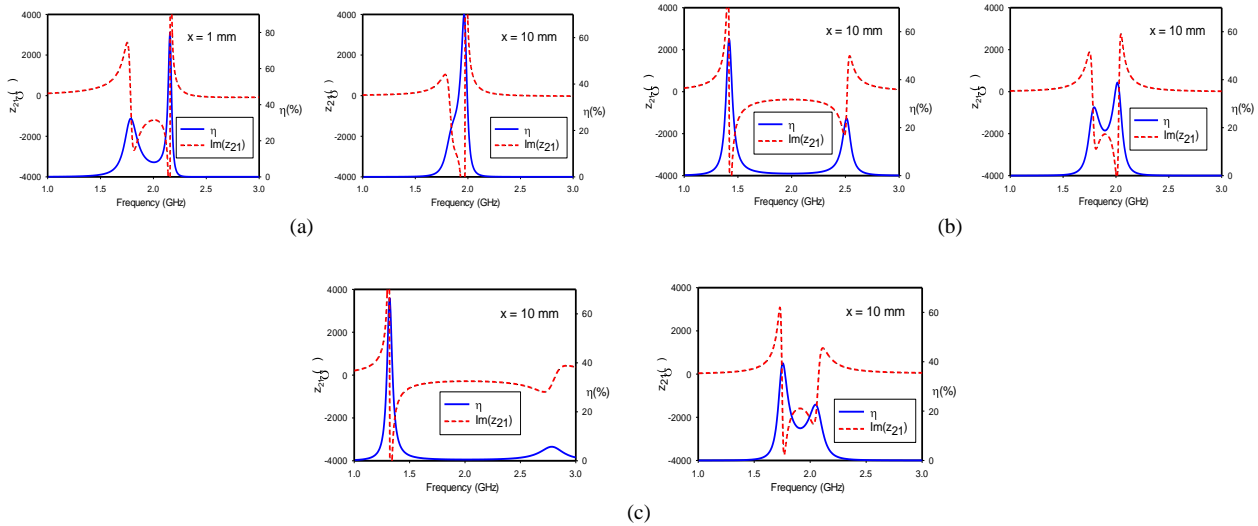 4000
2000
0
-2000
-4000
80
60
40
20
0
x = 1 mm
η
Im(z21)
z21(Ω)
η(%)
1.0 1.5 2.0 2.5 3.0
Frequency (GHz)
4000
2000
0
-2000
-4000
60
40
20
0
x = 10 mm
η
Im(z21)
z21(Ω)
η(%)
1.0 1.5 2.0 2.5 3.0
Frequency (GHz)
(a)
4000
2000
0
-2000
-4000
60
40
20
0
x = 10 mm
η
Im(z21)
z21(Ω)
η(%)
1.0 1.5 2.0 2.5 3.0
Frequency (GHz)
4000
2000
0
-2000
-4000
60
40
20
0
x = 10 mm
η
Im(z21)
z21(Ω)
η(%)
1.0 1.5 2.0 2.5 3.0
Frequency (GHz)
(b)
4000
2000
0
-2000
-4000
60
40
20
0
x = 10 mm
η
Im(z21)
z21(Ω)
η(%)
1.0 1.5 2.0 2.5 3.0
Frequency (GHz)
4000
2000
0
-2000
-4000
60
40
20
0
x = 10 mm
η
Im(z21)
z21(Ω)
η(%)
1.0 1.5 2.0 2.5 3.0
Frequency (GHz)
(c)